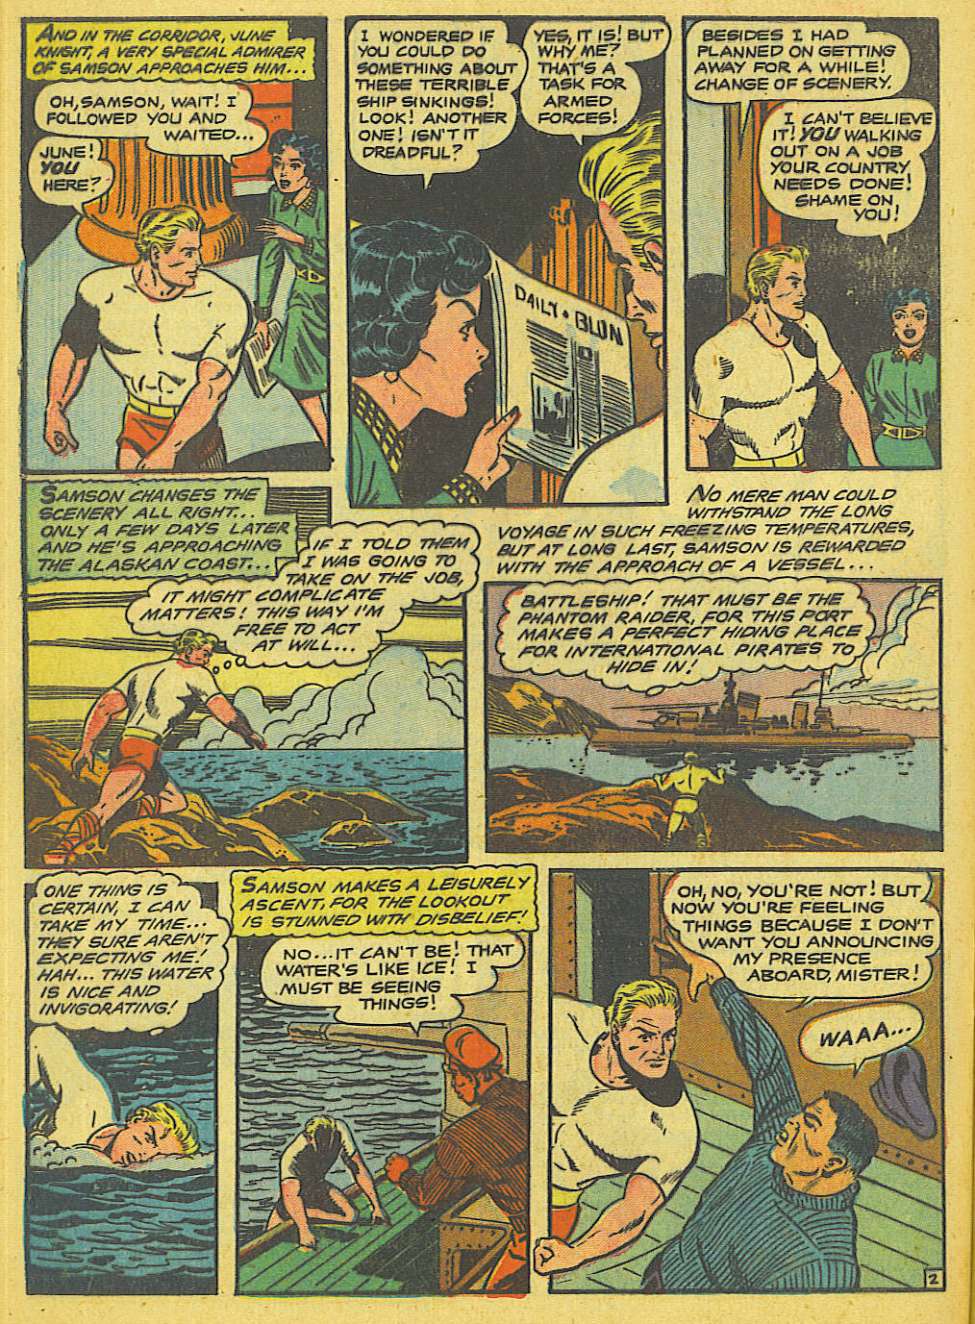 AND IN THE CORRIDOR, JUNE
KNIGHT, A VERY SPECIAL ADMIRER
OF SAMSON APPROACHES HIM...
OH, SAMSON, WAIT! I
FOLLOWED YOU AND
WAITED...
JUNE!
YOU
HERE?
I WONDERED IF
YOU COULD DO
SOMETHING ABOUT
THESE TERRIBLE
SHIP SINKINGS!
LOOK! ANOTHER
ONE! ISN'T IT
DREADFUL?
YES, IT IS! BUT
WHY ME?
THAT'S A
TASK FOR
ARMED
FORCES!
DAILY • BLUN
BESIDES I HAD
PLANNED ON GETTING
AWAY FOR A WHILE!
CHANGE OF SCENERY.
I CAN'T BELIEVE
IT! YOU WALKING
OUT ON A JOB
YOUR COUNTRY
NEEDS DONE!
SHAME ON
YOU!
SAMSON CHANGES THE
SCENERY ALL RIGHT...
ONLY A FEW DAYS LATER
AND HE'S APPROACHING
THE ALASKAN COAST...
IF I TOLD THEM
I WAS GOING TO
TAKE ON THE JOB,
IT MIGHT COMPLICATE
MATTERS! THIS WAY I'M
FREE TO ACT
AT WILL...
NO MERE MAN COULD
WITHSTAND THE LONG
VOYAGE IN SUCH FREEZING TEMPERATURES,
BUT AT LONG LAST, SAMSON IS REWARDED
WITH THE APPROACH OF A VESSEL...
BATTLESHIP! THAT MUST BE THE
PHANTOM RAIDER, FOR THIS PORT
MAKES A PERFECT HIDING PLACE
FOR INTERNATIONAL PIRATES TO
HIDE IN!
ONE THING IS
CERTAIN, I CAN
TAKE MY TIME...
THEY SURE AREN'T
EXPECTING ME!
HAH... THIS WATER
IS NICE AND
INVIGORATING!
SAMSON MAKES A LEISURELY
ASCENT, FOR THE LOOKOUT
IS STUNNED WITH DISBELIEF!
NO...IT CAN'T BE! THAT
WATER'S LIKE ICE! I
MUST BE SEEING
THINGS!
OH, NO, YOU'RE NOT! BUT
NOW YOU'RE FEELING
THINGS BECAUSE I DON'T
WANT YOU ANNOUNCING
MY PRESENCE
ABOARD, MISTER!
WAAA...
2